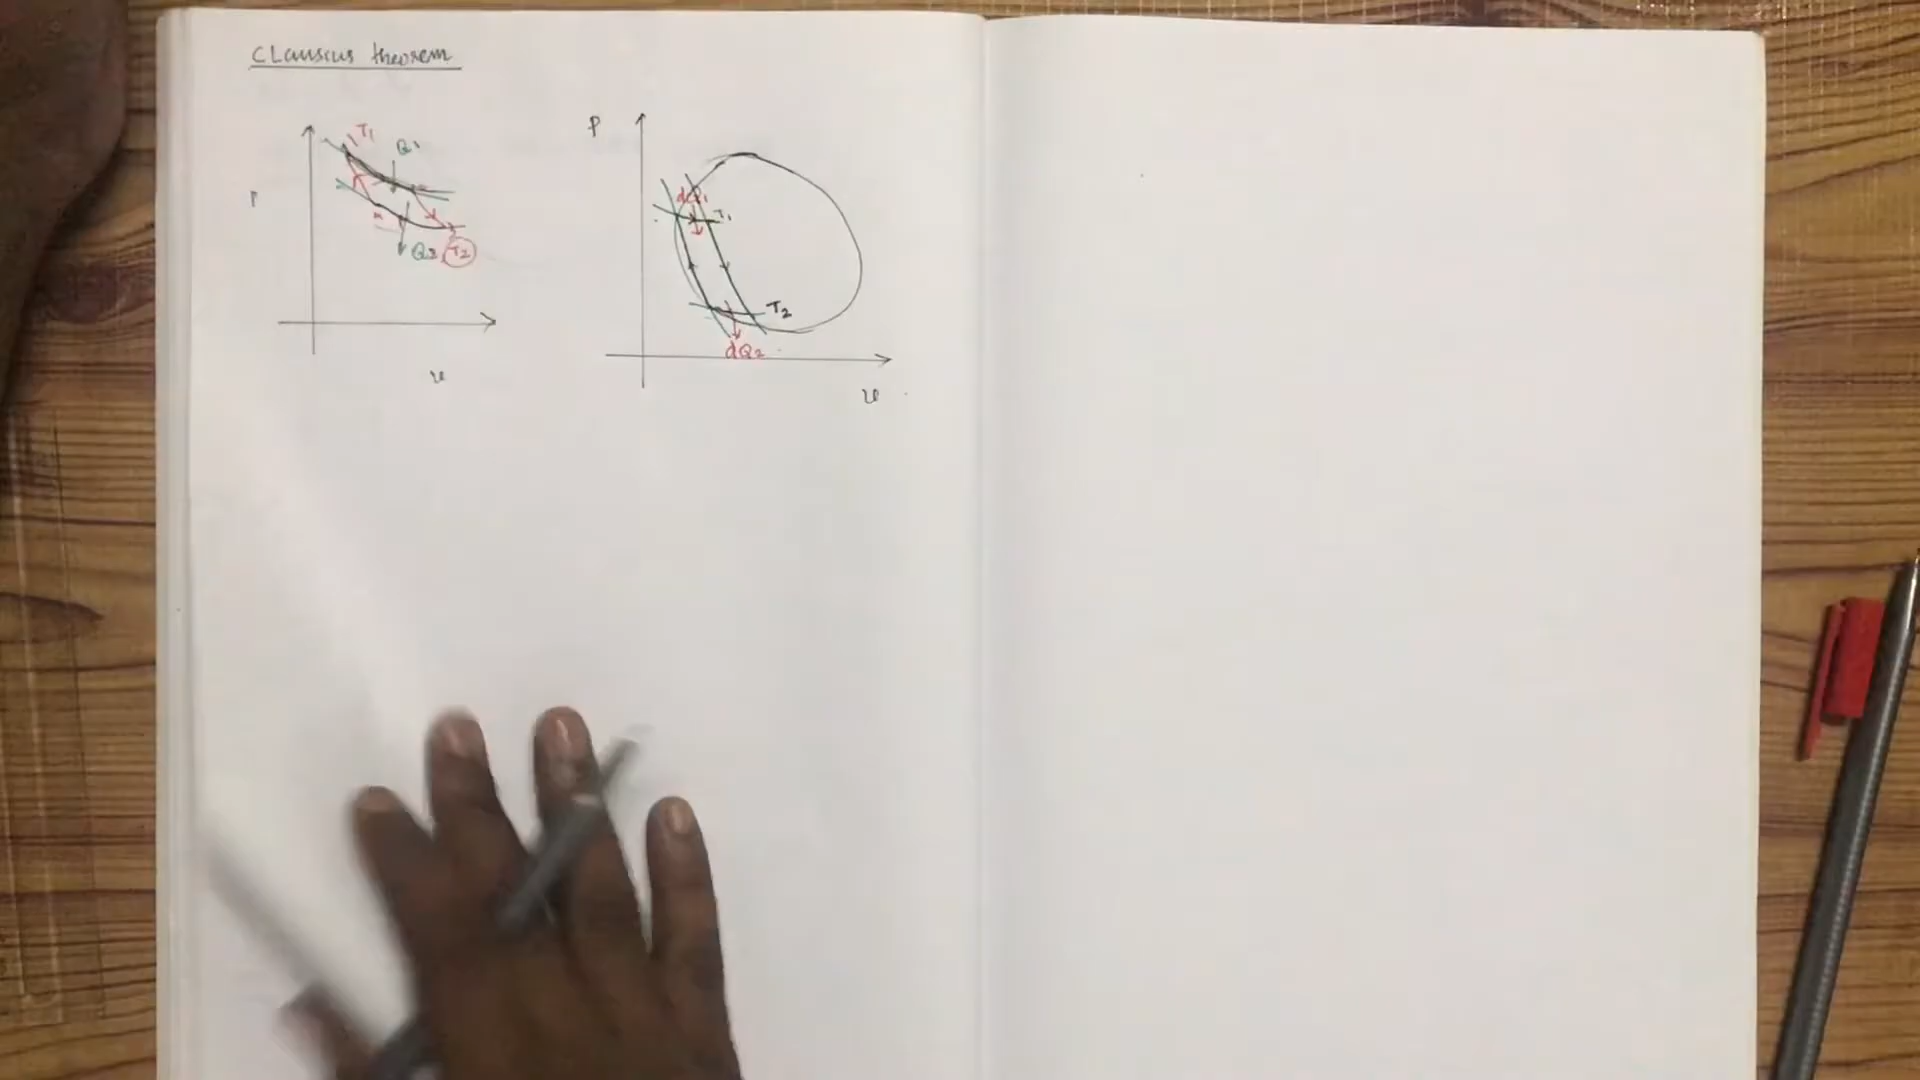 Clausius theorem
T1
Q1
P
Q2
T2
v
P
dQ1
T1
T2
dQ2
v